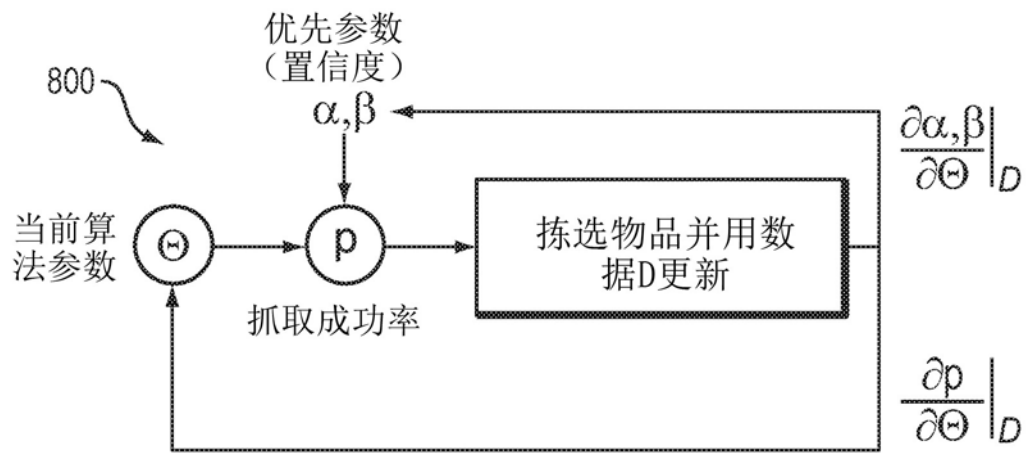 优先参数
（置信度）
800
α,β
∂α,β
∂Θ
D
当前算
法参数
Θ
p
拣选物品并用数
据D更新
抓取成功率
∂p
∂Θ
D